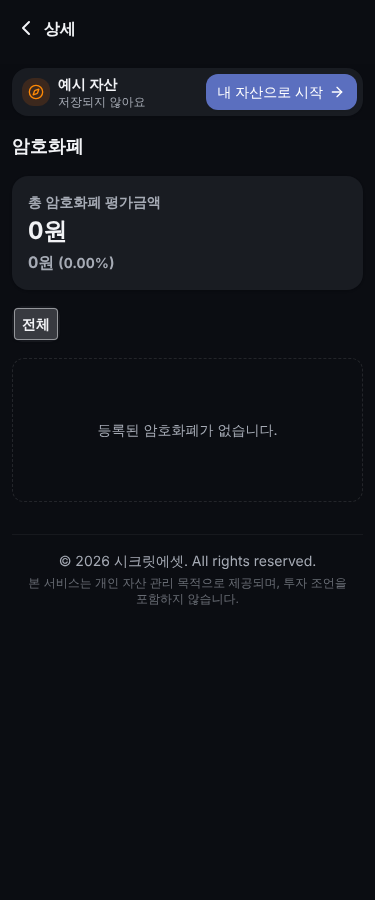 상세
예시 자산
저장되지 않아요
내 자산으로 시작
암호화폐
총 암호화폐 평가금액
0원
0원 (0.00%)
전체
등록된 암호화폐가 없습니다.
© 2026 시크릿에셋. All rights reserved.
본 서비스는 개인 자산 관리 목적으로 제공되며, 투자 조언을
포함하지 않습니다.